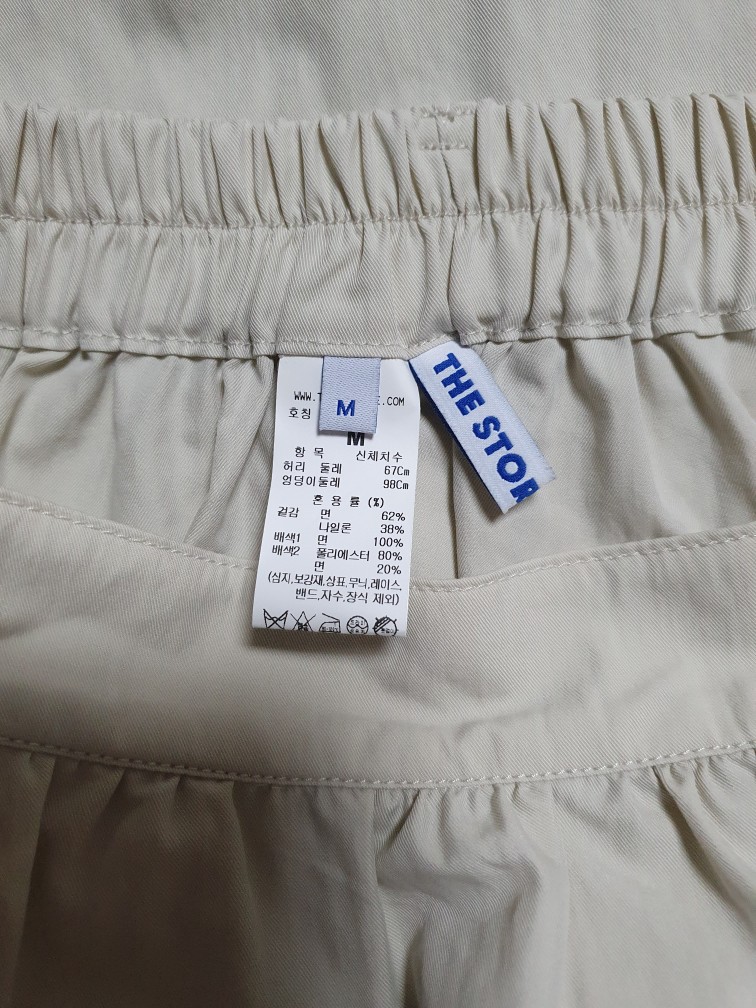 WWW.T
E.COM
호칭
M
M
항 목 신체치수
허리 둘레 67Cm
엉덩이둘레 98Cm
혼 용 률 (%)
겉감 면 62%
나일론 38%
배색1 면 100%
배색2 폴리에스터 80%
면 20%
(심지,보강재,상표,무늬,레이스,
밴드,자수,장식 제외)
THE STOR